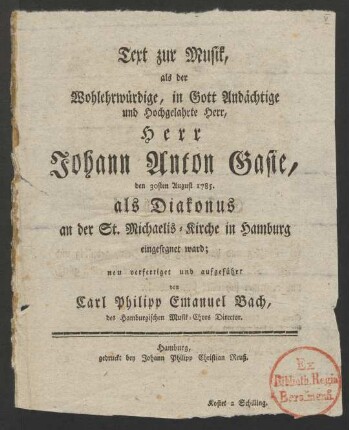 Text zur Musik,
als der
Wohlehrwürdige, in Gott Andächtige
und Hochgelahrte Herr,
Herr
Johann Anton Gasie,
den 30sten August 1785.
als Diakonus
an der St. Michaelis-Kirche in Hamburg
eingesegnet ward;
neu verfertiget und aufgeführt
von
Carl Philipp Emanuel Bach,
des Hamburgischen Musik-Chors Director.
Hamburg,
gedruckt bey Johann Philipp Christian Reuß.
Ex
Biblioth. Regia
Berolinensi.
Kostet 2 Schilling.